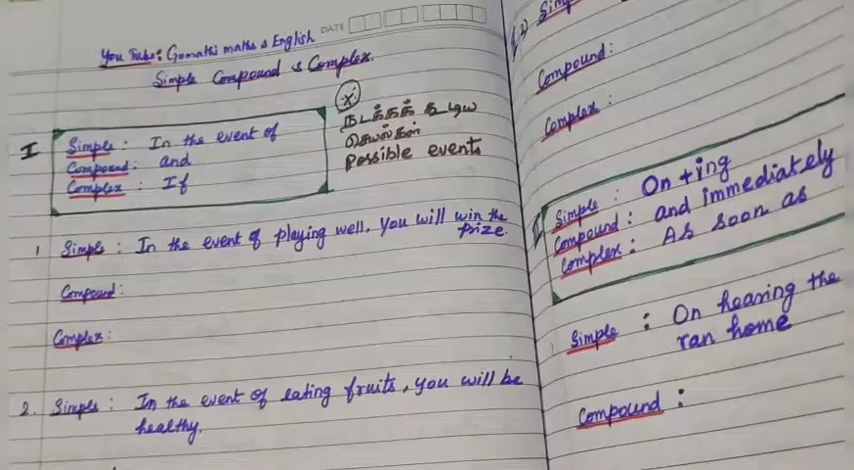 DATE
You Tube: Gomathi maths & English
Simple Compound & Complex.
I
Simple: In the event of
Compound: and
Complex: If
நடக்கக் கூடிய
செயல்கள்
possible events
1 Simple: In the event of playing well, you will win the
prize.
Compound:
Complex:
2. Simple: In the event of eating fruits, you will be
healthy.
Compound:
Complex:
II
Simple: On + ing
Compound: and immediately
Complex: As soon as
Simple: On hearing the
ran home
Compound: